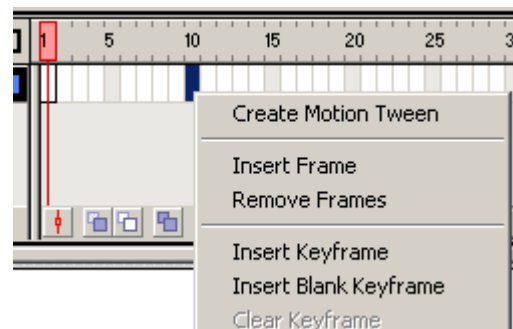 1 5 10 15 20 25 3
Create Motion Tween
Insert Frame
Remove Frames
Insert Keyframe
Insert Blank Keyframe
Clear Keyframe